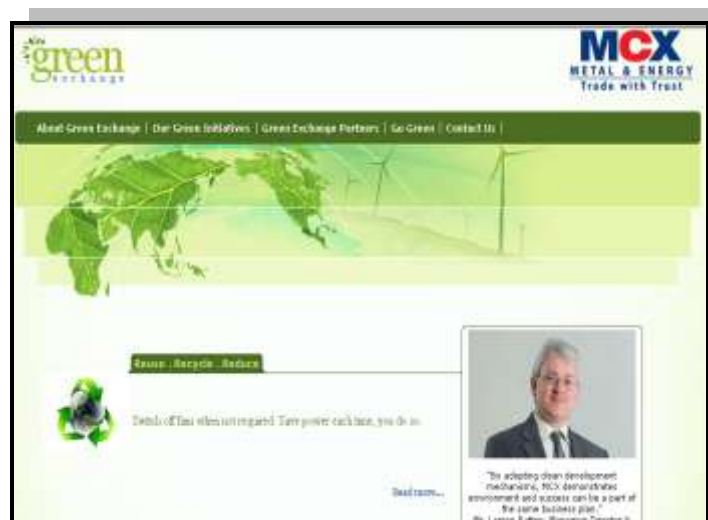 green
exchange
MCX
METAL & ENERGY
Trade with Trust
About Green Exchange | Our Green Initiatives | Green Exchange Partners | Go Green | Contact Us |
Reuse . Recycle . Reduce
Switch off fans when not required. Save power each time, you do so.
Read more...
"By adopting clean development
mechanisms, MCX demonstrates
environment and success can be a part of
the same business plan."
Managing Director